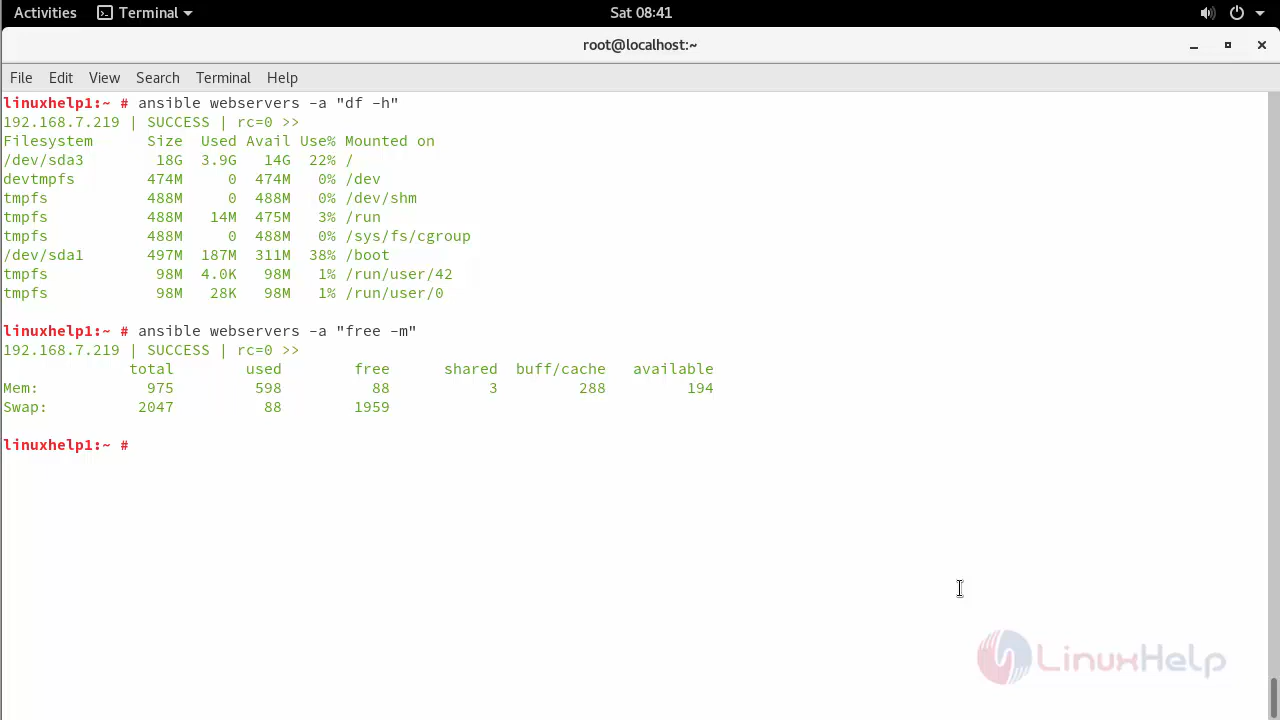 Activities Terminal Sat 08:41
root@localhost:~
File Edit View Search Terminal Help
linuxhelp1:~ # ansible webservers -a "df -h"
192.168.7.219 | SUCCESS | rc=0 >>
Filesystem      Size  Used Avail Use% Mounted on
/dev/sda3        18G  3.9G   14G  22% /
devtmpfs        474M     0  474M   0% /dev
tmpfs           488M     0  488M   0% /dev/shm
tmpfs           488M   14M  475M   3% /run
tmpfs           488M     0  488M   0% /sys/fs/cgroup
/dev/sda1       497M  187M  311M  38% /boot
tmpfs            98M  4.0K   98M   1% /run/user/42
tmpfs            98M   28K   98M   1% /run/user/0
linuxhelp1:~ # ansible webservers -a "free -m"
192.168.7.219 | SUCCESS | rc=0 >>
              total        used        free      shared  buff/cache   available
Mem:            975         598          88           3         288         194
Swap:          2047          88        1959
linuxhelp1:~ #
LinuxHelp